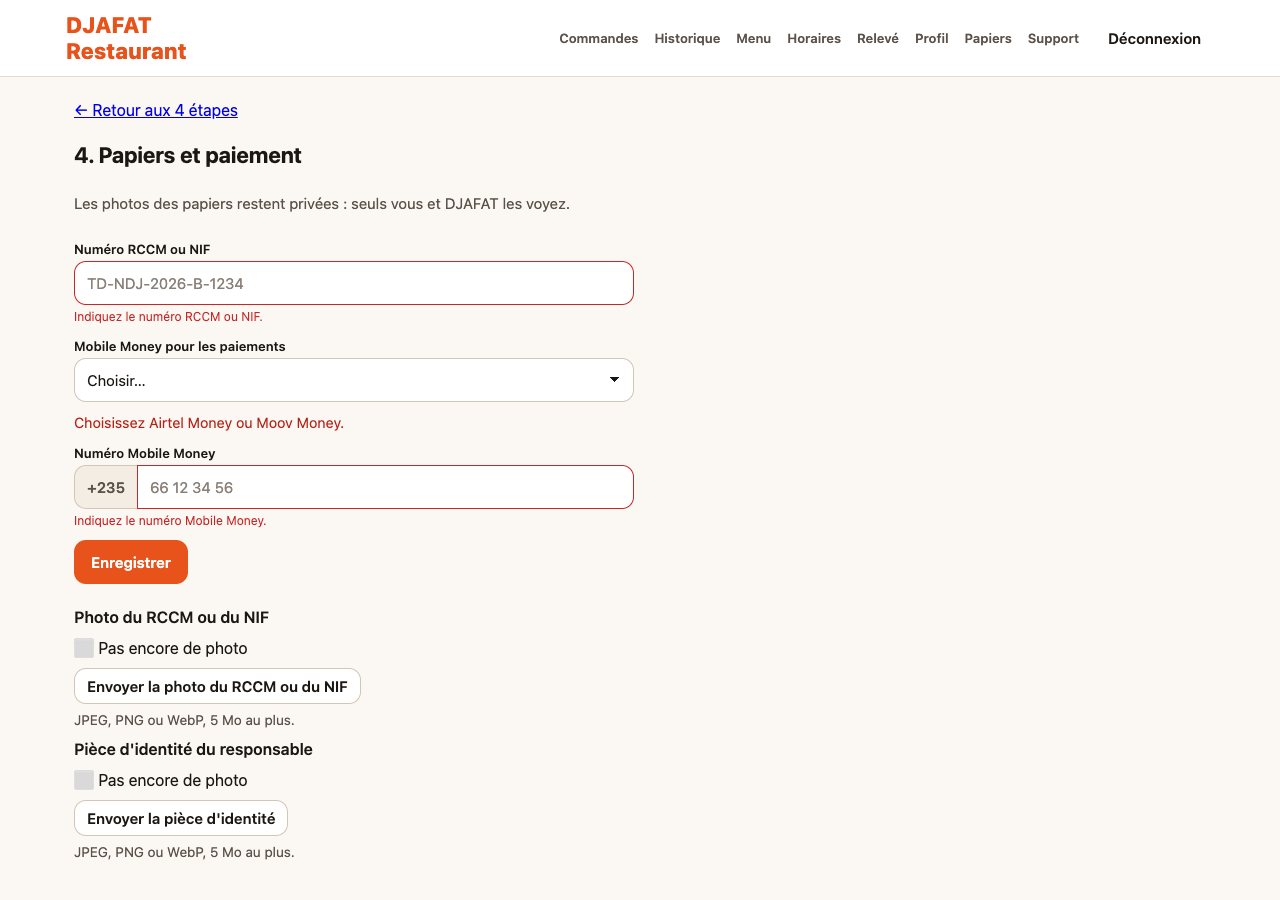 DJAFAT
Restaurant
Commandes Historique Menu Horaires Relevé Profil Papiers Support Déconnexion
← Retour aux 4 étapes
4. Papiers et paiement
Les photos des papiers restent privées : seuls vous et DJAFAT les voyez.
Numéro RCCM ou NIF
TD-NDJ-2026-B-1234
Indiquez le numéro RCCM ou NIF.
Mobile Money pour les paiements
Choisir...
Choisissez Airtel Money ou Moov Money.
Numéro Mobile Money
+235 66 12 34 56
Indiquez le numéro Mobile Money.
Enregistrer
Photo du RCCM ou du NIF
Pas encore de photo
Envoyer la photo du RCCM ou du NIF
JPEG, PNG ou WebP, 5 Mo au plus.
Pièce d'identité du responsable
Pas encore de photo
Envoyer la pièce d'identité
JPEG, PNG ou WebP, 5 Mo au plus.